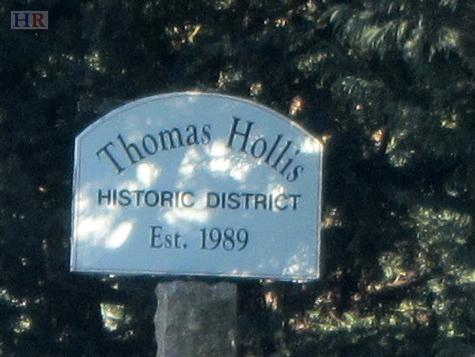 HR
Thomas Hollis
HISTORIC DISTRICT
Est. 1989